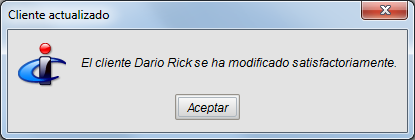 Cliente actualizado
El cliente Dario Rick se ha modificado satisfactoriamente.
Aceptar